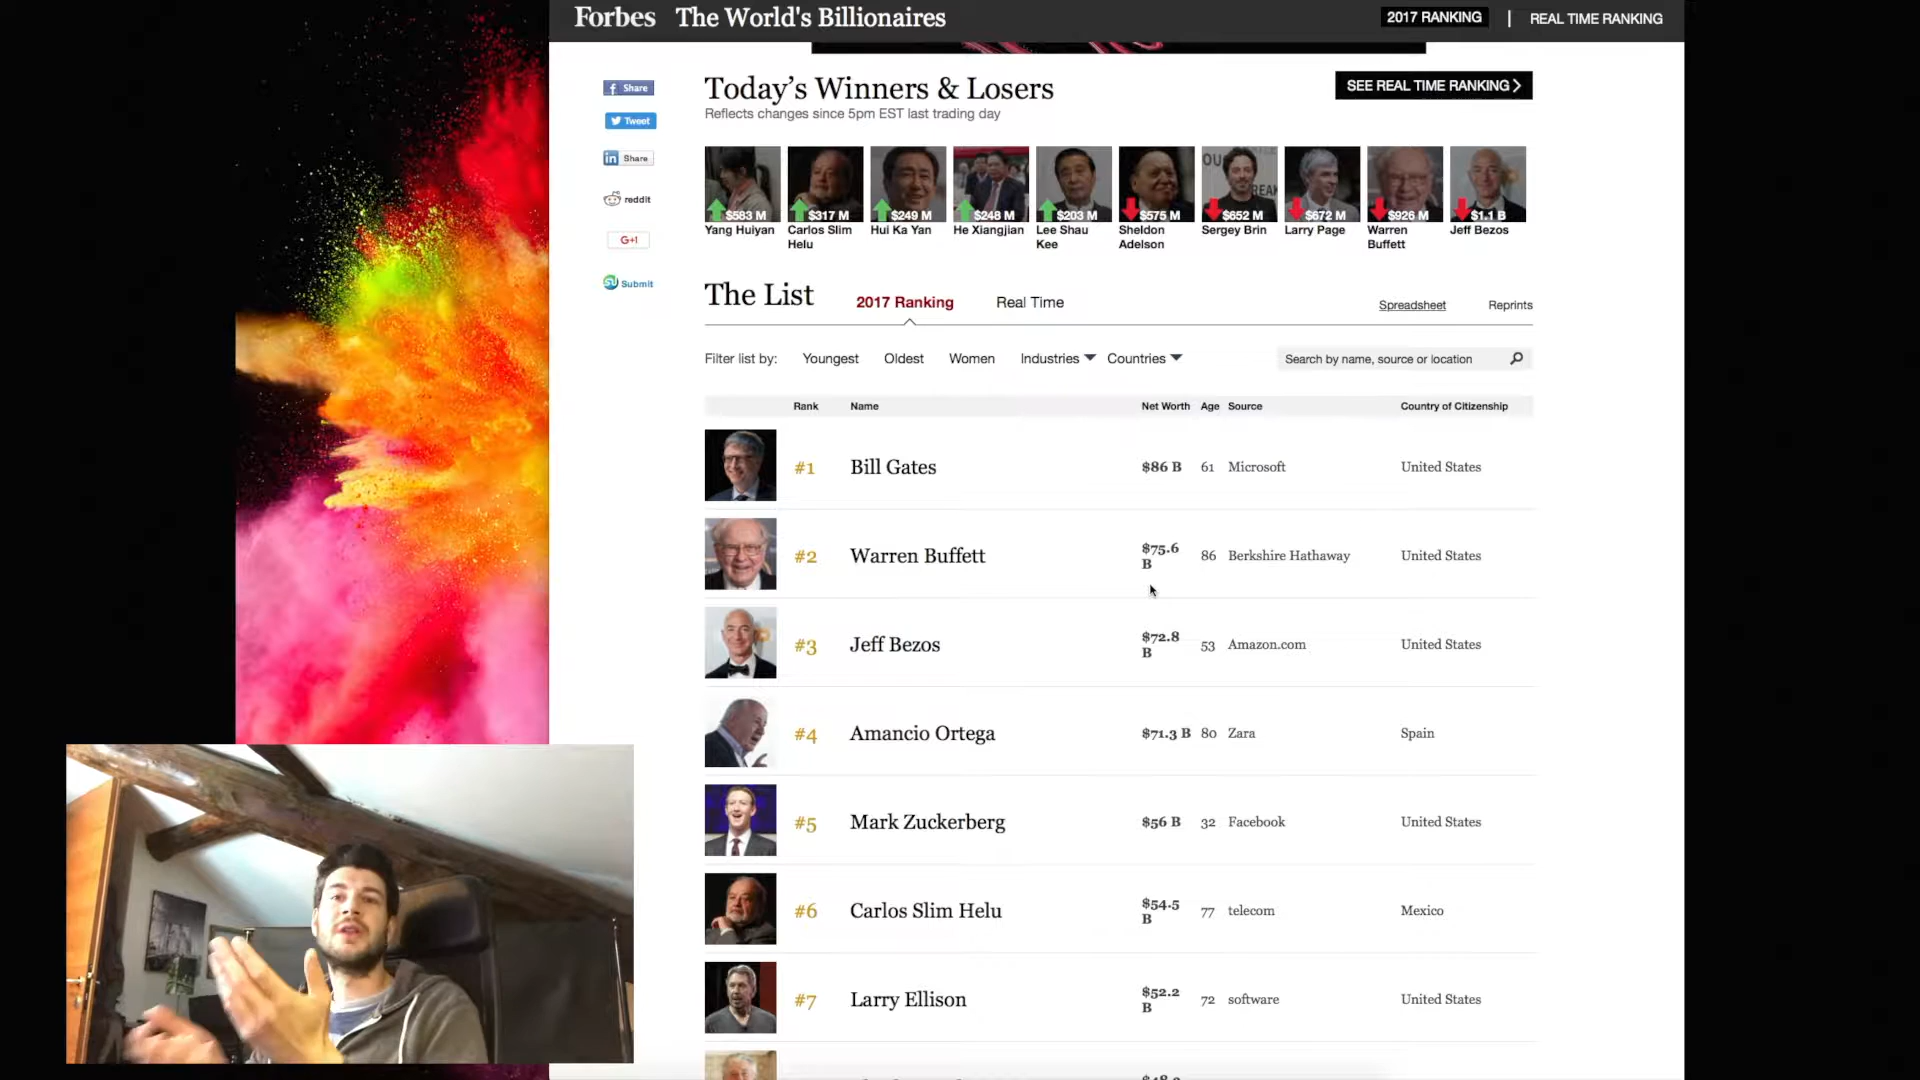 Forbes The World's Billionaires 2017 RANKING | REAL TIME RANKING
Share
Tweet
Share
reddit
G+1
Submit
Today's Winners & Losers
SEE REAL TIME RANKING
Reflects changes since 5pm EST last trading day
$583 M $317 M $249 M $248 M $203 M $575 M $652 M $672 M $926 M $1.1 B
Yang Huiyan Carlos Slim Helu Hui Ka Yan He Xiangjian Lee Shau Kee Sheldon Adelson Sergey Brin Larry Page Warren Buffett Jeff Bezos
The List 2017 Ranking Real Time Spreadsheet Reprints
Filter list by: Youngest Oldest Women Industries Countries Search by name, source or location
Rank Name Net Worth Age Source Country of Citizenship
#1 Bill Gates $86 B 61 Microsoft United States
#2 Warren Buffett $75.6 B 86 Berkshire Hathaway United States
#3 Jeff Bezos $72.8 B 53 Amazon.com United States
#4 Amancio Ortega $71.3 B 80 Zara Spain
#5 Mark Zuckerberg $56 B 32 Facebook United States
#6 Carlos Slim Helu $54.5 B 77 telecom Mexico
#7 Larry Ellison $52.2 B 72 software United States